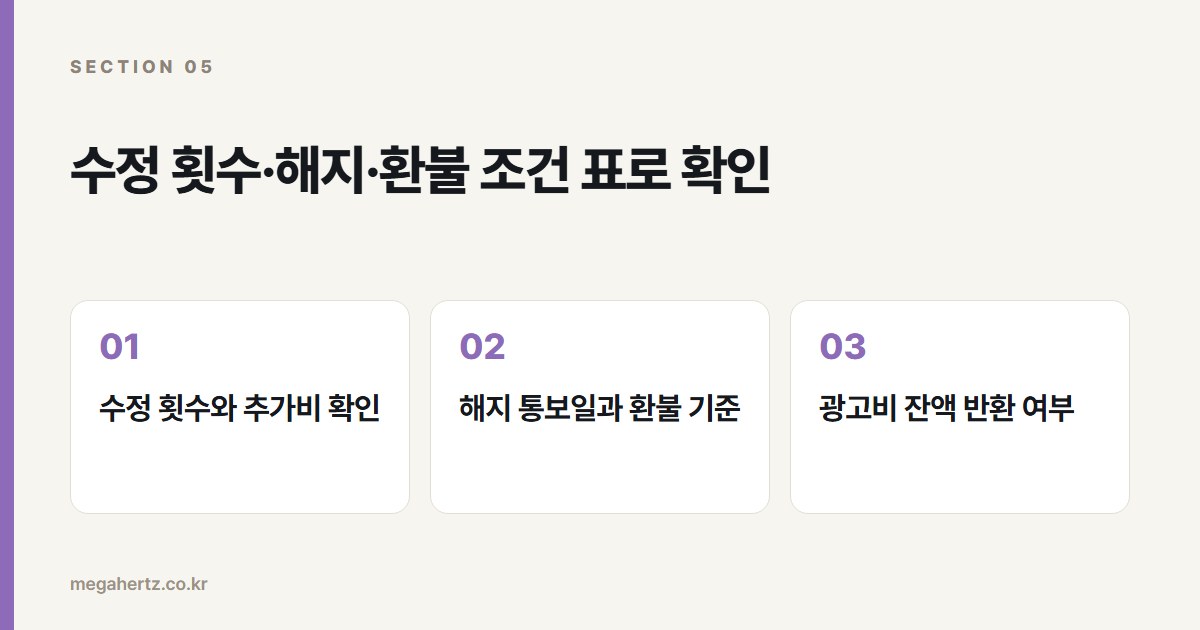 SECTION 05
수정 횟수·해지·환불 조건 표로 확인
01
수정 횟수와 추가비 확인
02
해지 통보일과 환불 기준
03
광고비 잔액 반환 여부
megahertz.co.kr